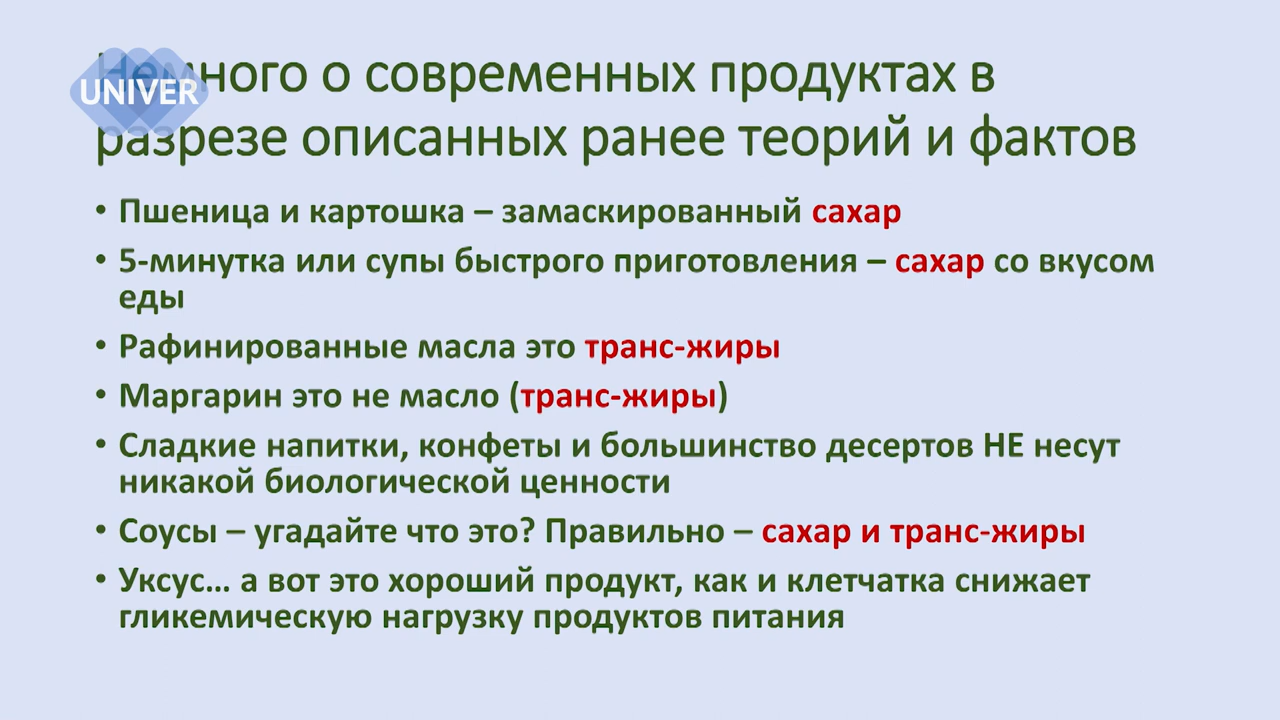 Немного о современных продуктах в
разрезе описанных ранее теорий и фактов
UNIVER
• Пшеница и картошка – замаскированный сахар
• 5-минутка или супы быстрого приготовления – сахар со вкусом
еды
• Рафинированные масла это транс-жиры
• Маргарин это не масло (транс-жиры)
• Сладкие напитки, конфеты и большинство десертов НЕ несут
никакой биологической ценности
• Соусы – угадайте что это? Правильно – сахар и транс-жиры
• Уксус... а вот это хороший продукт, как и клетчатка снижает
гликемическую нагрузку продуктов питания